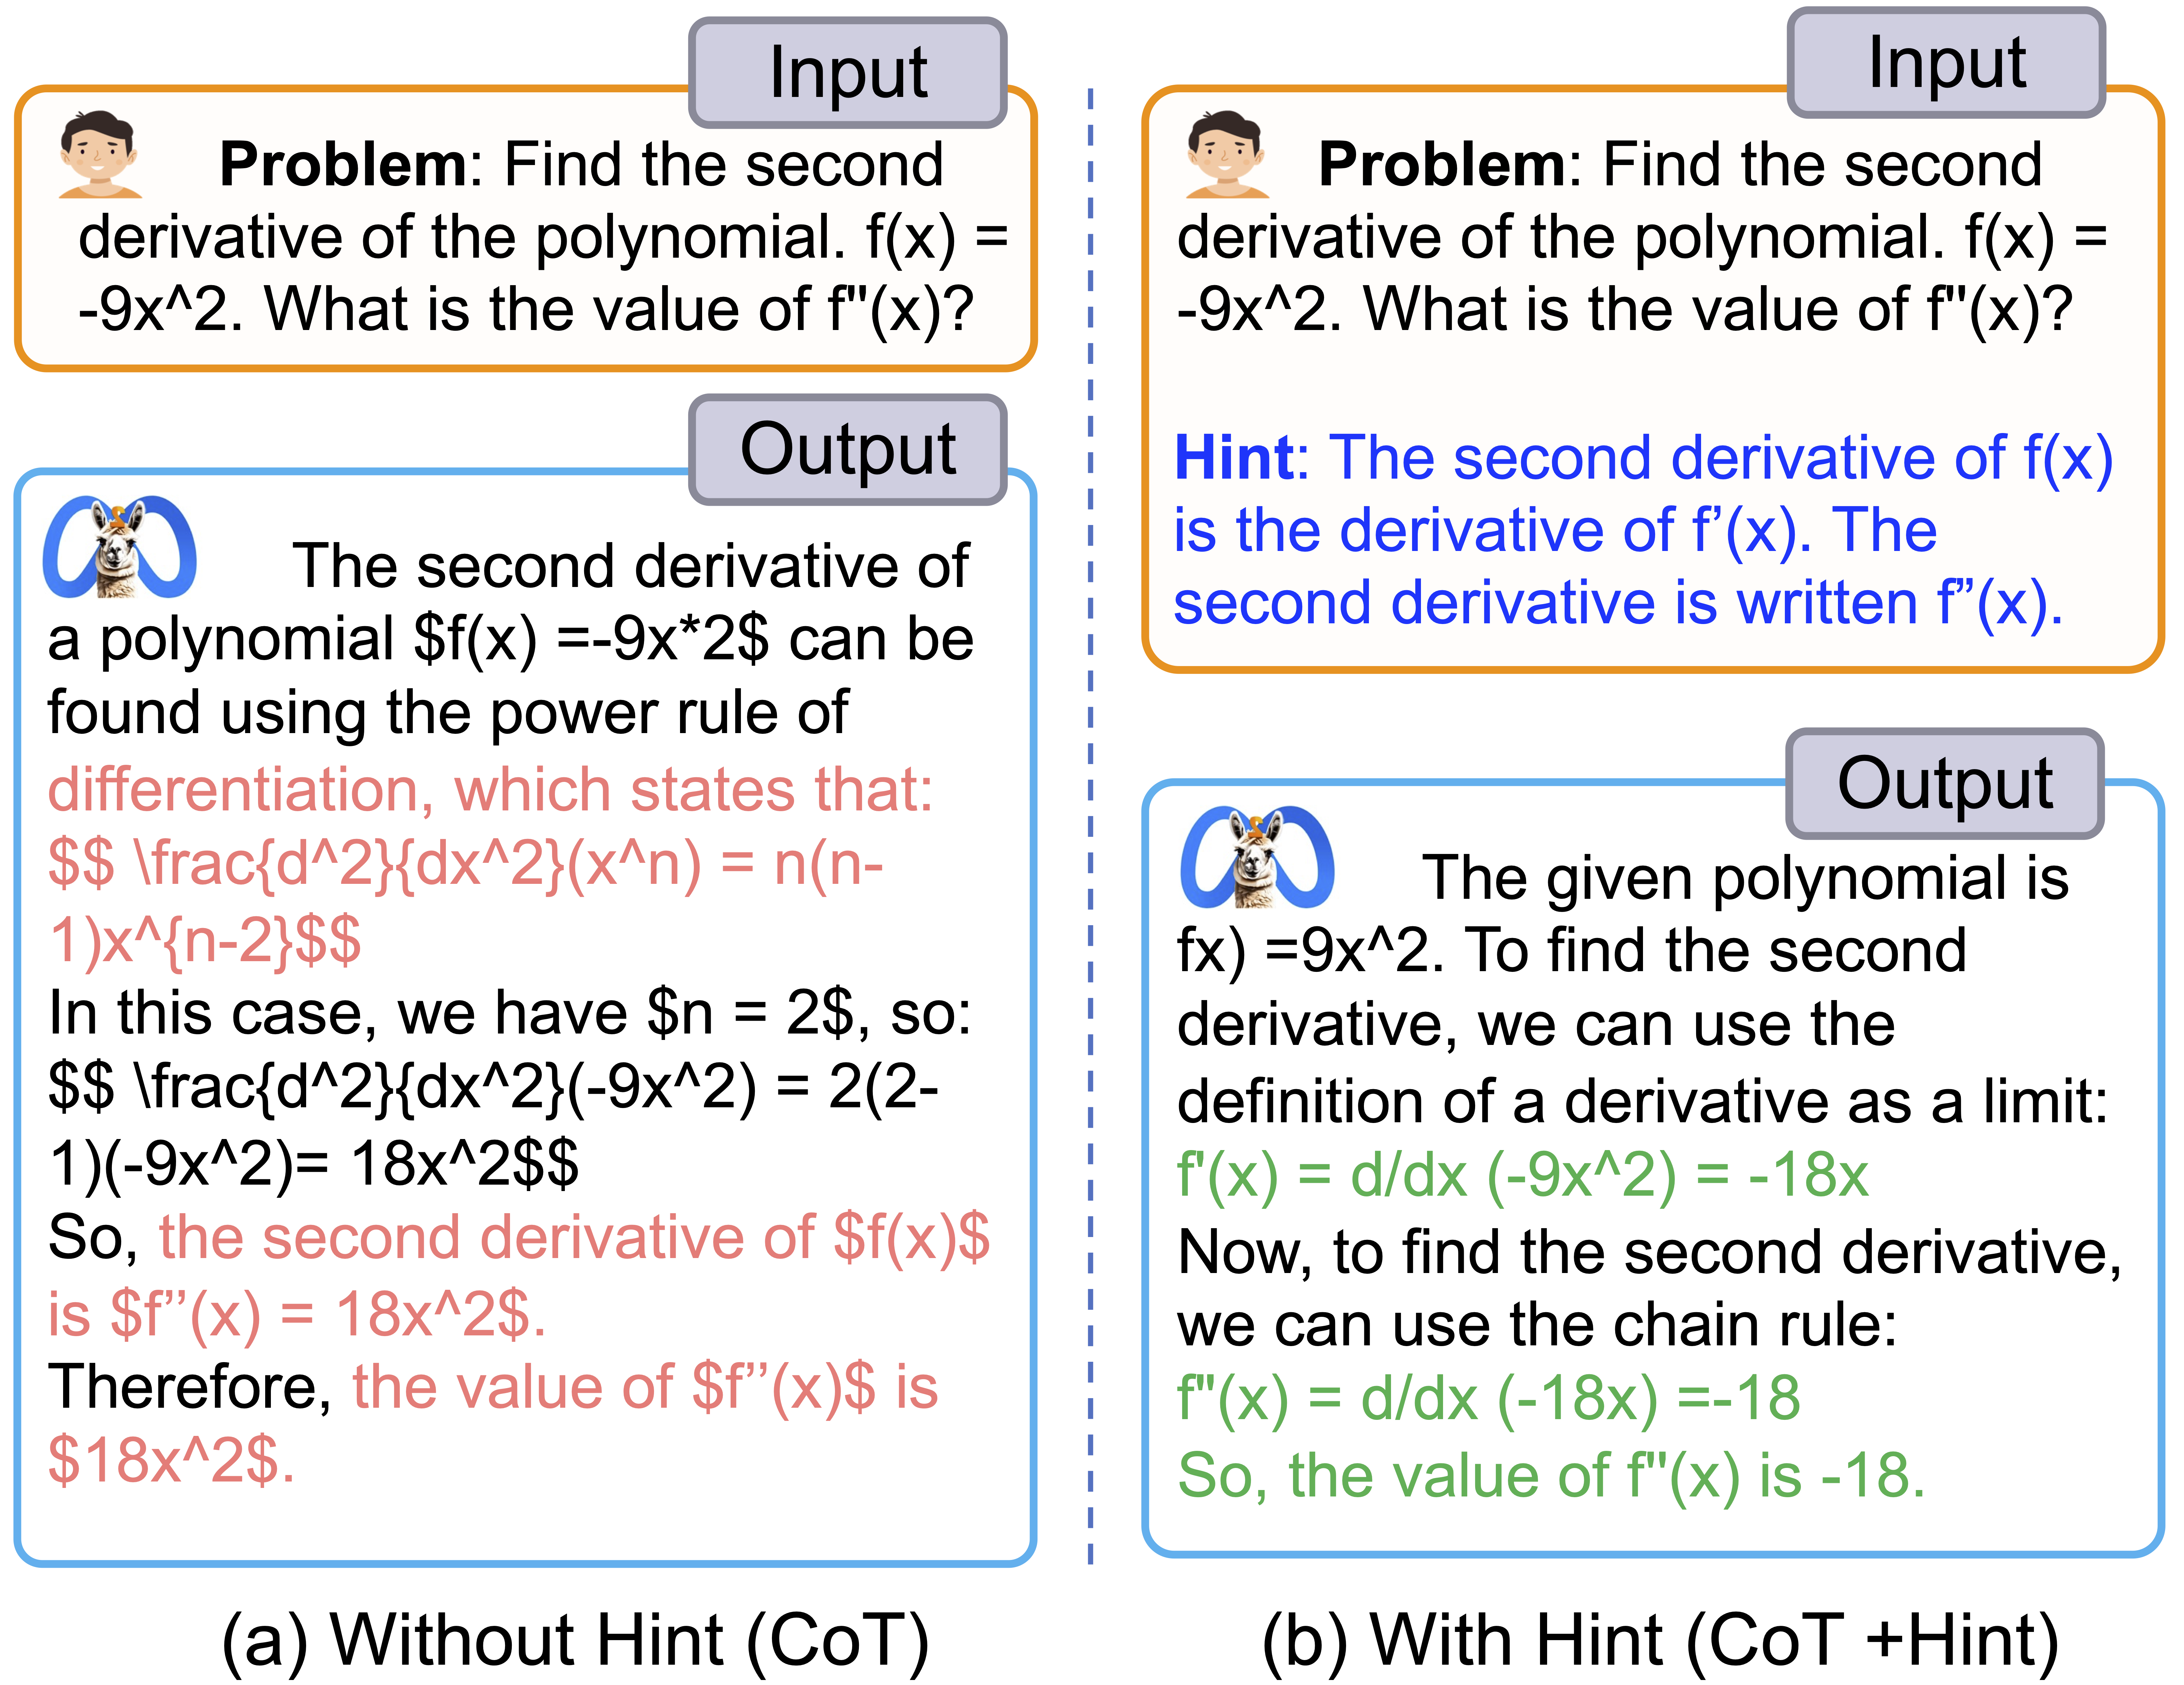 Input
Problem: Find the second
derivative of the polynomial. f(x) =
-9x^2. What is the value of f"(x)?
Output
The second derivative of
a polynomial $f(x) =-9x*2$ can be
found using the power rule of
differentiation, which states that:
$$ \frac{d^2}{dx^2}(x^n) = n(n-
1)x^{n-2}$$
In this case, we have $n = 2$, so:
$$ \frac{d^2}{dx^2}(-9x^2) = 2(2-
1)(-9x^2)= 18x^2$$
So, the second derivative of $f(x)$
is $f’’(x) = 18x^2$.
Therefore, the value of $f’’(x)$ is
$18x^2$.
(a) Without Hint (CoT)
Input
Problem: Find the second
derivative of the polynomial. f(x) =
-9x^2. What is the value of f"(x)?
Hint: The second derivative of f(x)
is the derivative of f’(x). The
second derivative is written f”(x).
Output
The given polynomial is
fx) =9x^2. To find the second
derivative, we can use the
definition of a derivative as a limit:
f'(x) = d/dx (-9x^2) = -18x
Now, to find the second derivative,
we can use the chain rule:
f"(x) = d/dx (-18x) =-18
So, the value of f"(x) is -18.
(b) With Hint (CoT +Hint)